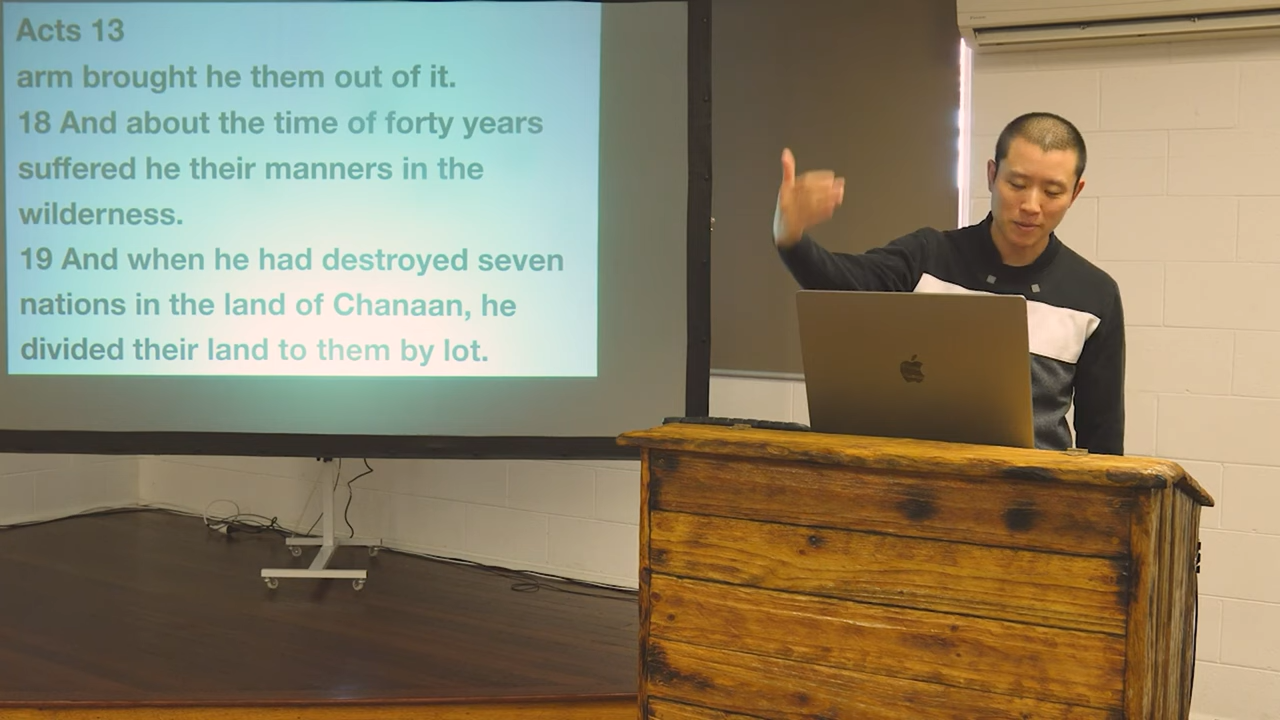 Acts 13
arm brought he them out of it.
18 And about the time of forty years
suffered he their manners in the
wilderness.
19 And when he had destroyed seven
nations in the land of Chanaan, he
divided their land to them by lot.